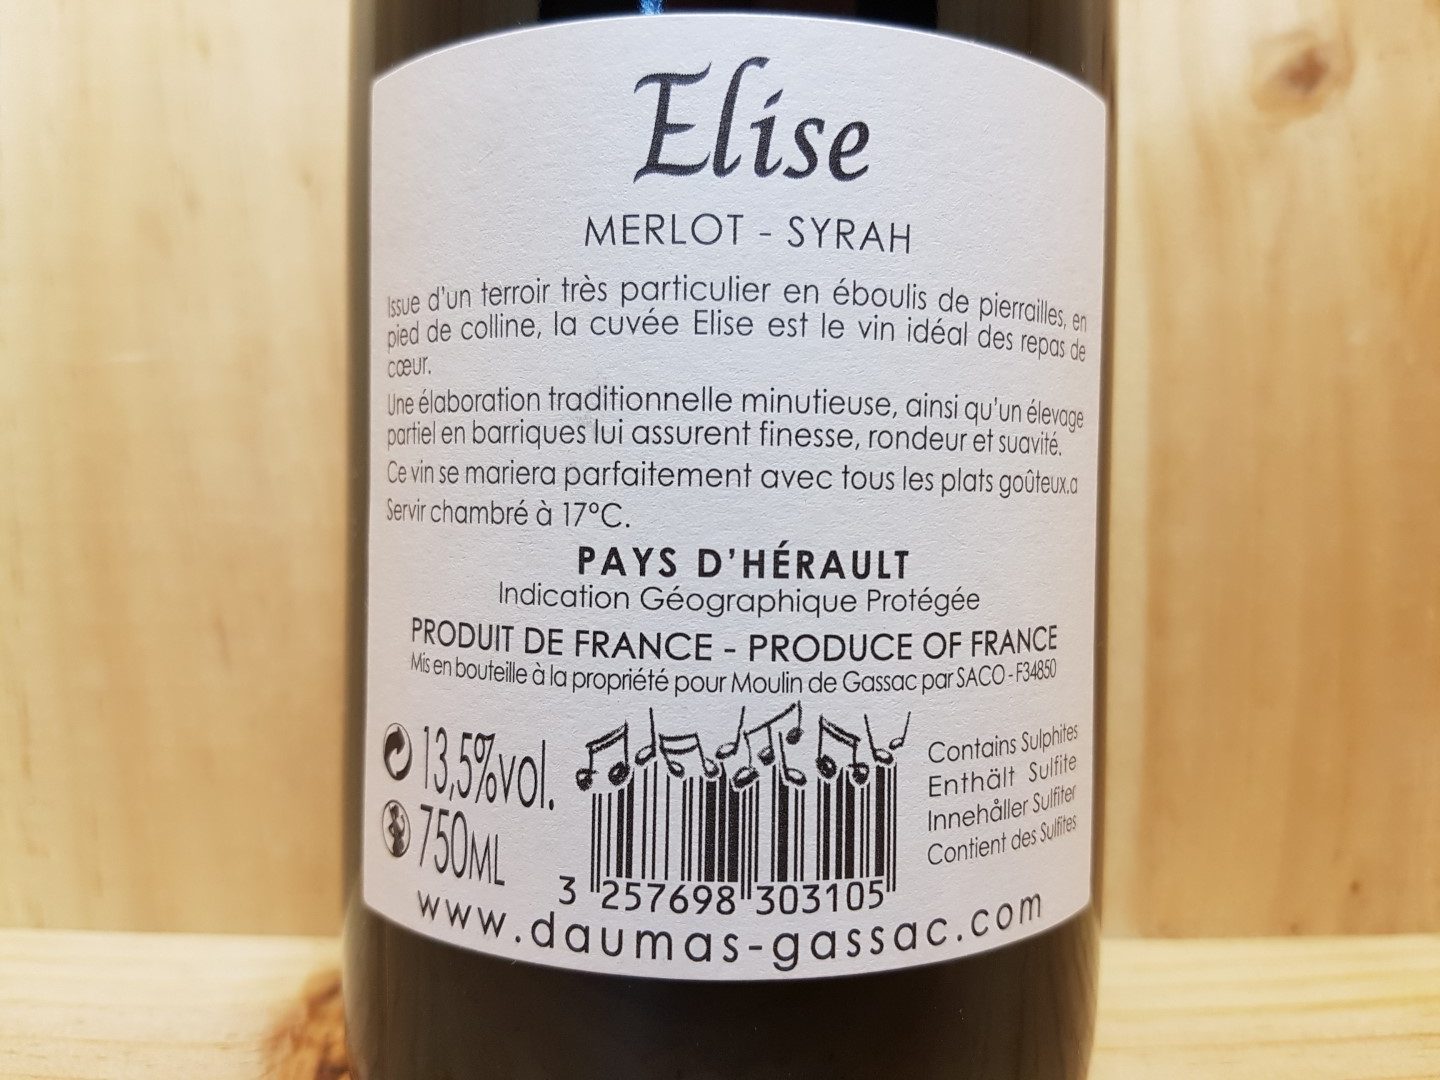 Elise
MERLOT - SYRAH
Issue d'un terroir très particulier en éboulis de pierrailles, en
pied de colline, la cuvée Elise est le vin idéal des repas de
cœur.
Une élaboration traditionnelle minutieuse, ainsi qu'un élevage
partiel en barriques lui assurent finesse, rondeur et suavité.
Ce vin se mariera parfaitement avec tous les plats goûteux.a
Servir chambré à 17°C.
PAYS D'HÉRAULT
Indication Géographique Protégée
PRODUIT DE FRANCE - PRODUCE OF FRANCE
Mis en bouteille à la propriété pour Moulin de Gassac par SACO - F34850
13,5%vol.
750ML
3 257698 303105
Contains Sulphites
Enthält Sulfite
Innehåller Sulfiter
Contient des Sulfites
www.daumas-gassac.com